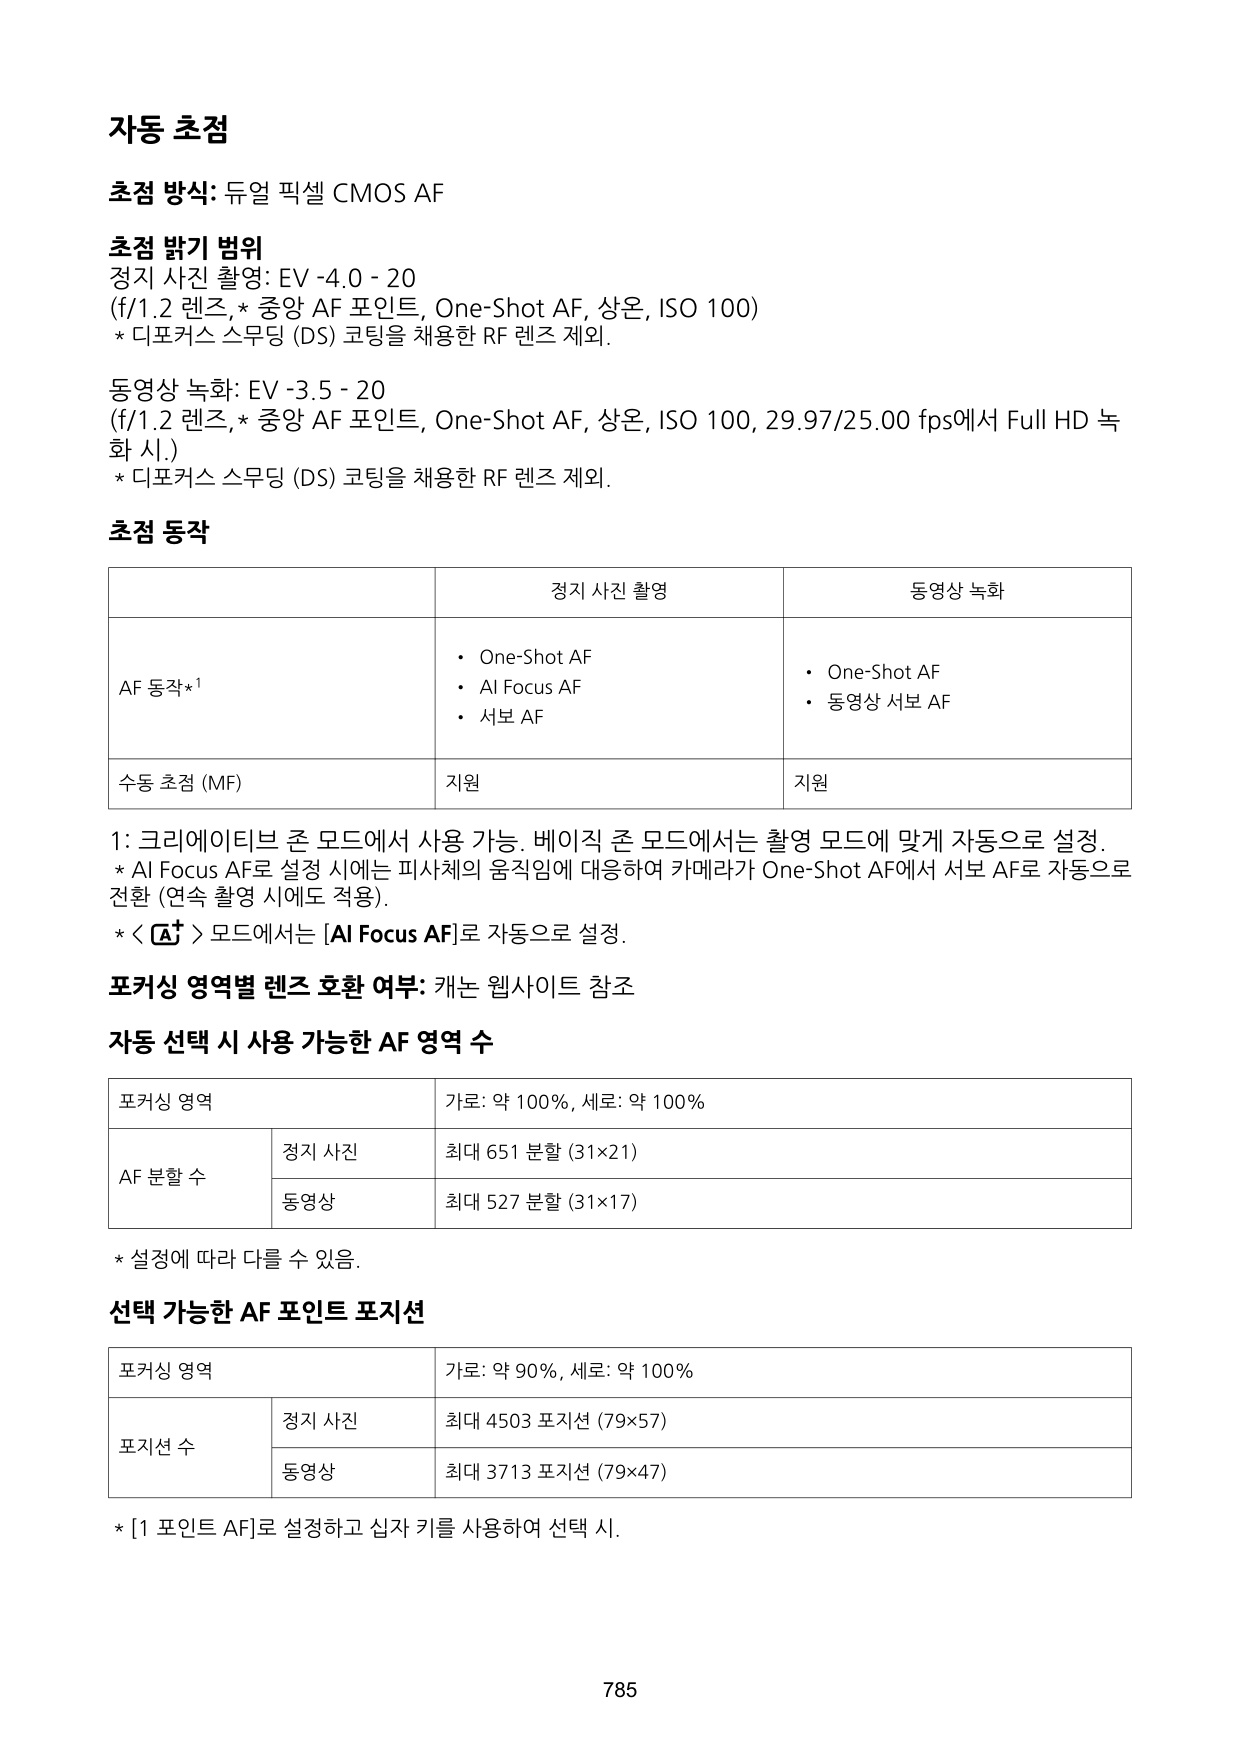 자동 초점
초점 방식: 듀얼 픽셀 CMOS AF
초점 밝기 범위
정지 사진 촬영: EV -4.0 - 20
(f/1.2 렌즈,* 중앙 AF 포인트, One-Shot AF, 상온, ISO 100)
* 디포커스 스무딩 (DS) 코팅을 채용한 RF 렌즈 제외.
동영상 녹화: EV -3.5 - 20
(f/1.2 렌즈,* 중앙 AF 포인트, One-Shot AF, 상온, ISO 100, 29.97/25.00 fps에서 Full HD 녹
화 시.)
* 디포커스 스무딩 (DS) 코팅을 채용한 RF 렌즈 제외.
초점 동작
정지 사진 촬영 동영상 녹화
AF 동작*1
• One-Shot AF
• AI Focus AF
• 서보 AF
• One-Shot AF
• 동영상 서보 AF
수동 초점 (MF) 지원 지원
1: 크리에이티브 존 모드에서 사용 가능. 베이직 존 모드에서는 촬영 모드에 맞게 자동으로 설정.
* AI Focus AF로 설정 시에는 피사체의 움직임에 대응하여 카메라가 One-Shot AF에서 서보 AF로 자동으로
전환 (연속 촬영 시에도 적용).
* < A+ > 모드에서는 [AI Focus AF]로 자동으로 설정.
포커싱 영역별 렌즈 호환 여부: 캐논 웹사이트 참조
자동 선택 시 사용 가능한 AF 영역 수
포커싱 영역 가로: 약 100%, 세로: 약 100%
AF 분할 수
정지 사진 최대 651 분할 (31×21)
동영상 최대 527 분할 (31×17)
* 설정에 따라 다를 수 있음.
선택 가능한 AF 포인트 포지션
포커싱 영역 가로: 약 90%, 세로: 약 100%
포지션 수
정지 사진 최대 4503 포지션 (79×57)
동영상 최대 3713 포지션 (79×47)
* [1 포인트 AF]로 설정하고 십자 키를 사용하여 선택 시.
785